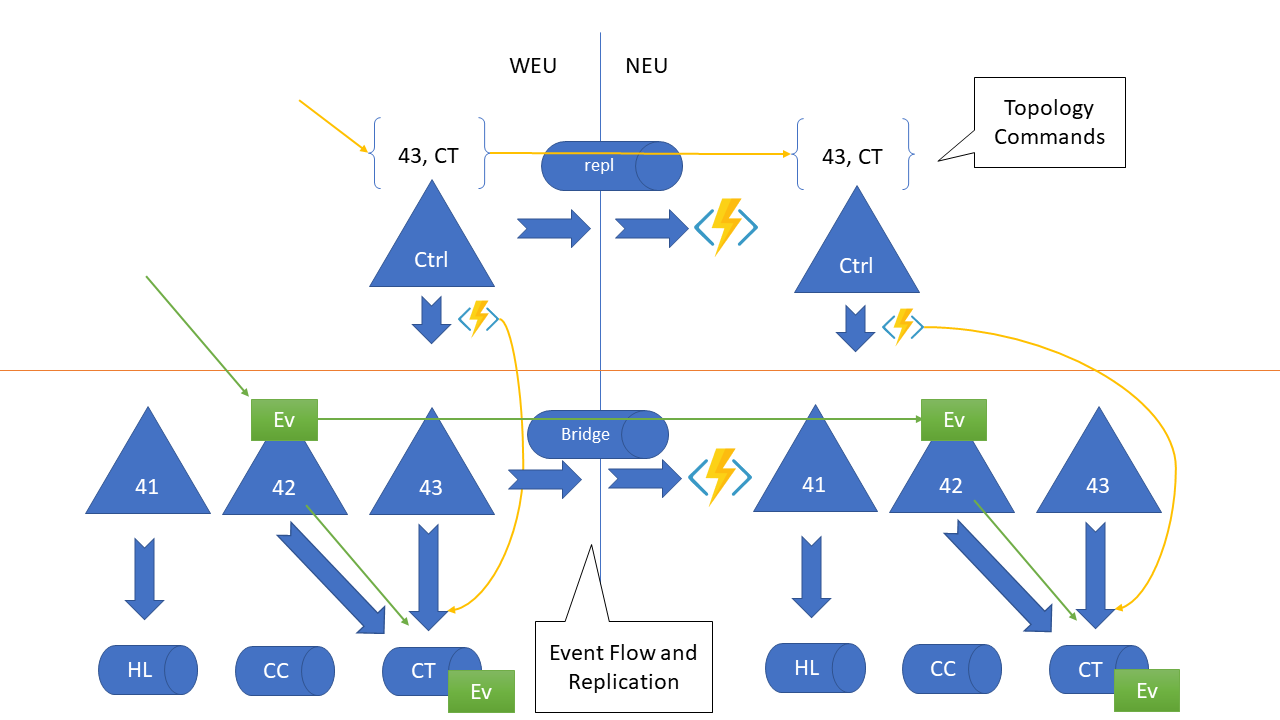 WEU
NEU
Topology
Commands
43, CT
repl
43, CT
Ctrl
Ctrl
Ev
Bridge
Ev
41
42
43
41
42
43
HL
CC
CT
Ev
Event Flow and
Replication
HL
CC
CT
Ev